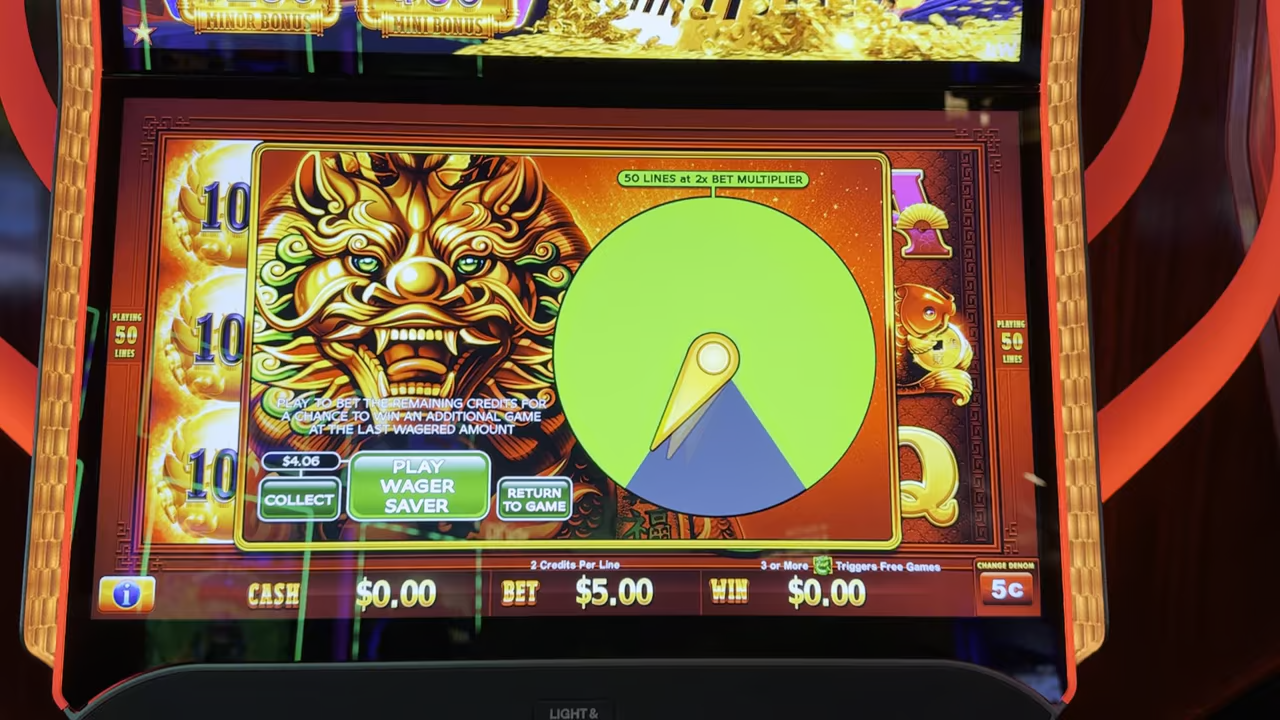 MINOR BONUS
MINI BONUS
50 LINES at 2x BET MULTIPLIER
10
10
10
A
Q
PLAYING
50
LINES
PLAYING
50
LINES
PLAY TO BET THE REMAINING CREDITS FOR
A CHANCE TO WIN AN ADDITIONAL GAME
AT THE LAST WAGERED AMOUNT
$4.06
COLLECT
PLAY
WAGER
SAVER
RETURN
TO GAME
福
2 Credits Per Line
3 or More Triggers Free Games
CHANGE DENOM
5¢
i
CASH $0.00
BET $5.00
WIN $0.00
LIGHT &